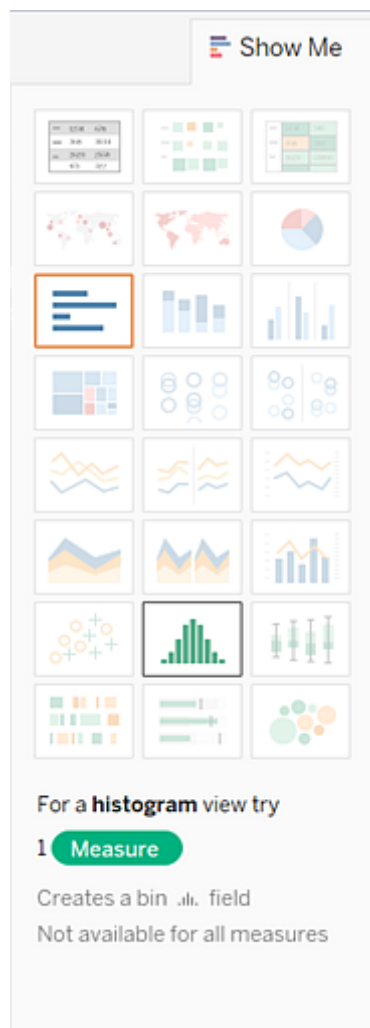 Show Me
For a histogram view try
1 Measure
Creates a bin field
Not available for all measures